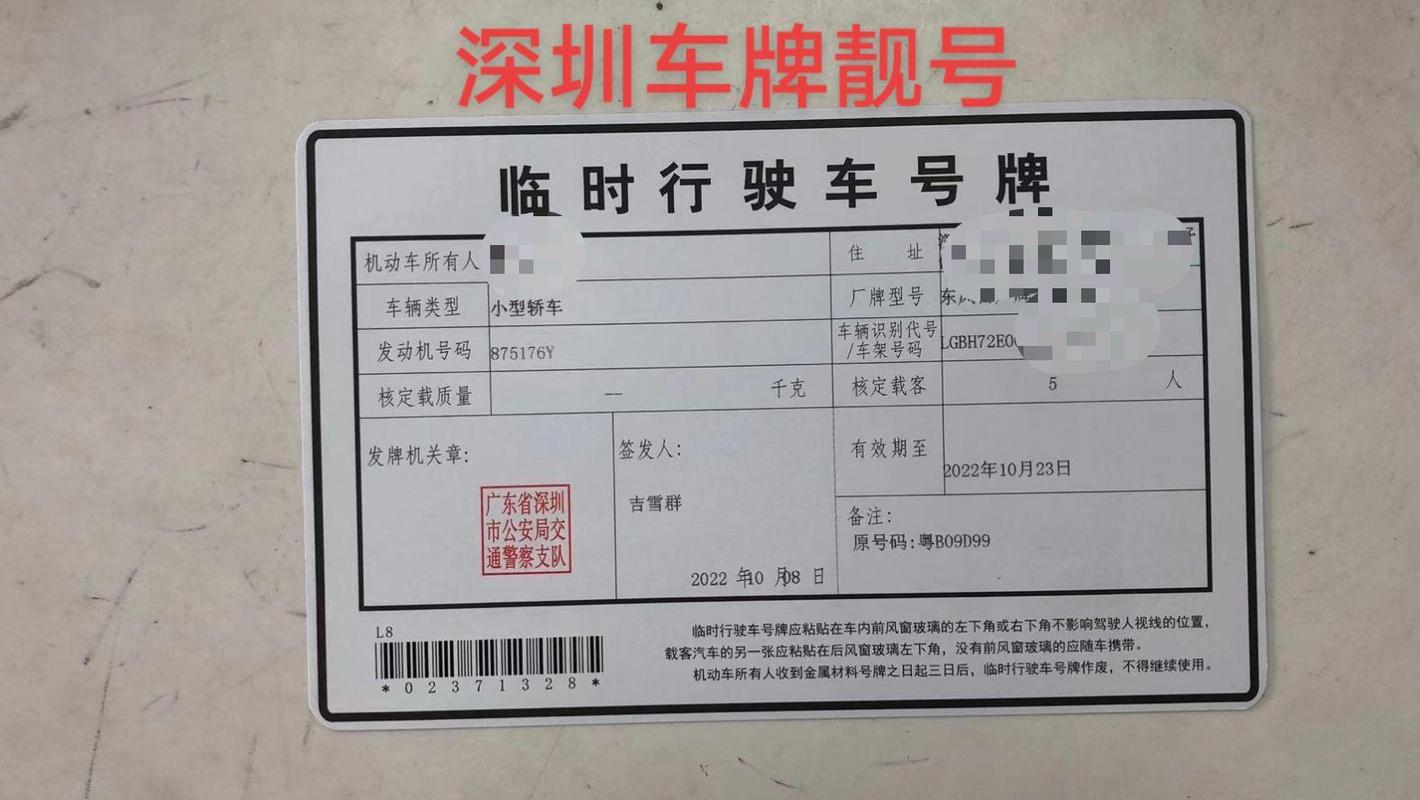 深圳车牌靓号
临时行驶车号牌
机动车所有人
住 址
车辆类型 小型轿车
厂牌型号 东风
发动机号码 875176Y
车辆识别代号/车架号码 LGBH72E0
核定载质量 -- 千克
核定载客 5 人
发牌机关章:
广东省深圳
市公安局交
通警察支队
签发人:
吉雪群
2022 年10 月08 日
有效期至
2022年10月23日
备注:
原号码:粤B09D99
L8
*02371328*
临时行驶车号牌应粘贴在车内前风窗玻璃的左下角或右下角不影响驾驶人视线的位置，
载客汽车的另一张应粘贴在后风窗玻璃左下角，没有前风窗玻璃的应随车携带。
机动车所有人收到金属材料号牌之日起三日后，临时行驶车号牌作废，不得继续使用。